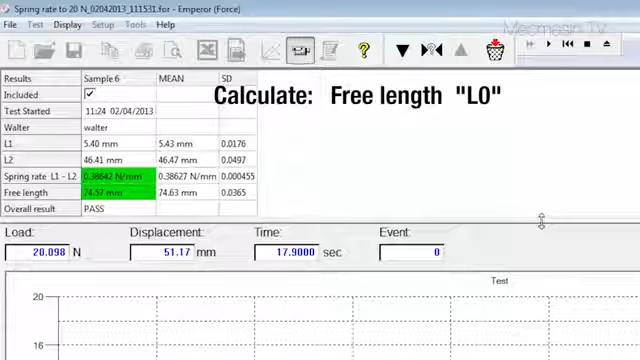 Spring rate to 20 N_02042013_111531.for - Emperor (Force)
File Test Display Setup Tools Help
Mecmesin TV
Results Sample 6 MEAN SD
Included
Calculate: Free length "L0"
Test Started 11:24 02/04/2013
Walter walter
L1 5.40 mm 5.43 mm 0.0176
L2 46.41 mm 46.47 mm 0.0497
Spring rate L1 - L2 0.38642 N/mm 0.38627 N/mm 0.000455
Free length 74.57 mm 74.63 mm 0.0365
Overall result PASS
Load: Displacement: Time: Event:
20.098 N 51.17 mm 17.9000 sec 0
Test
20
16